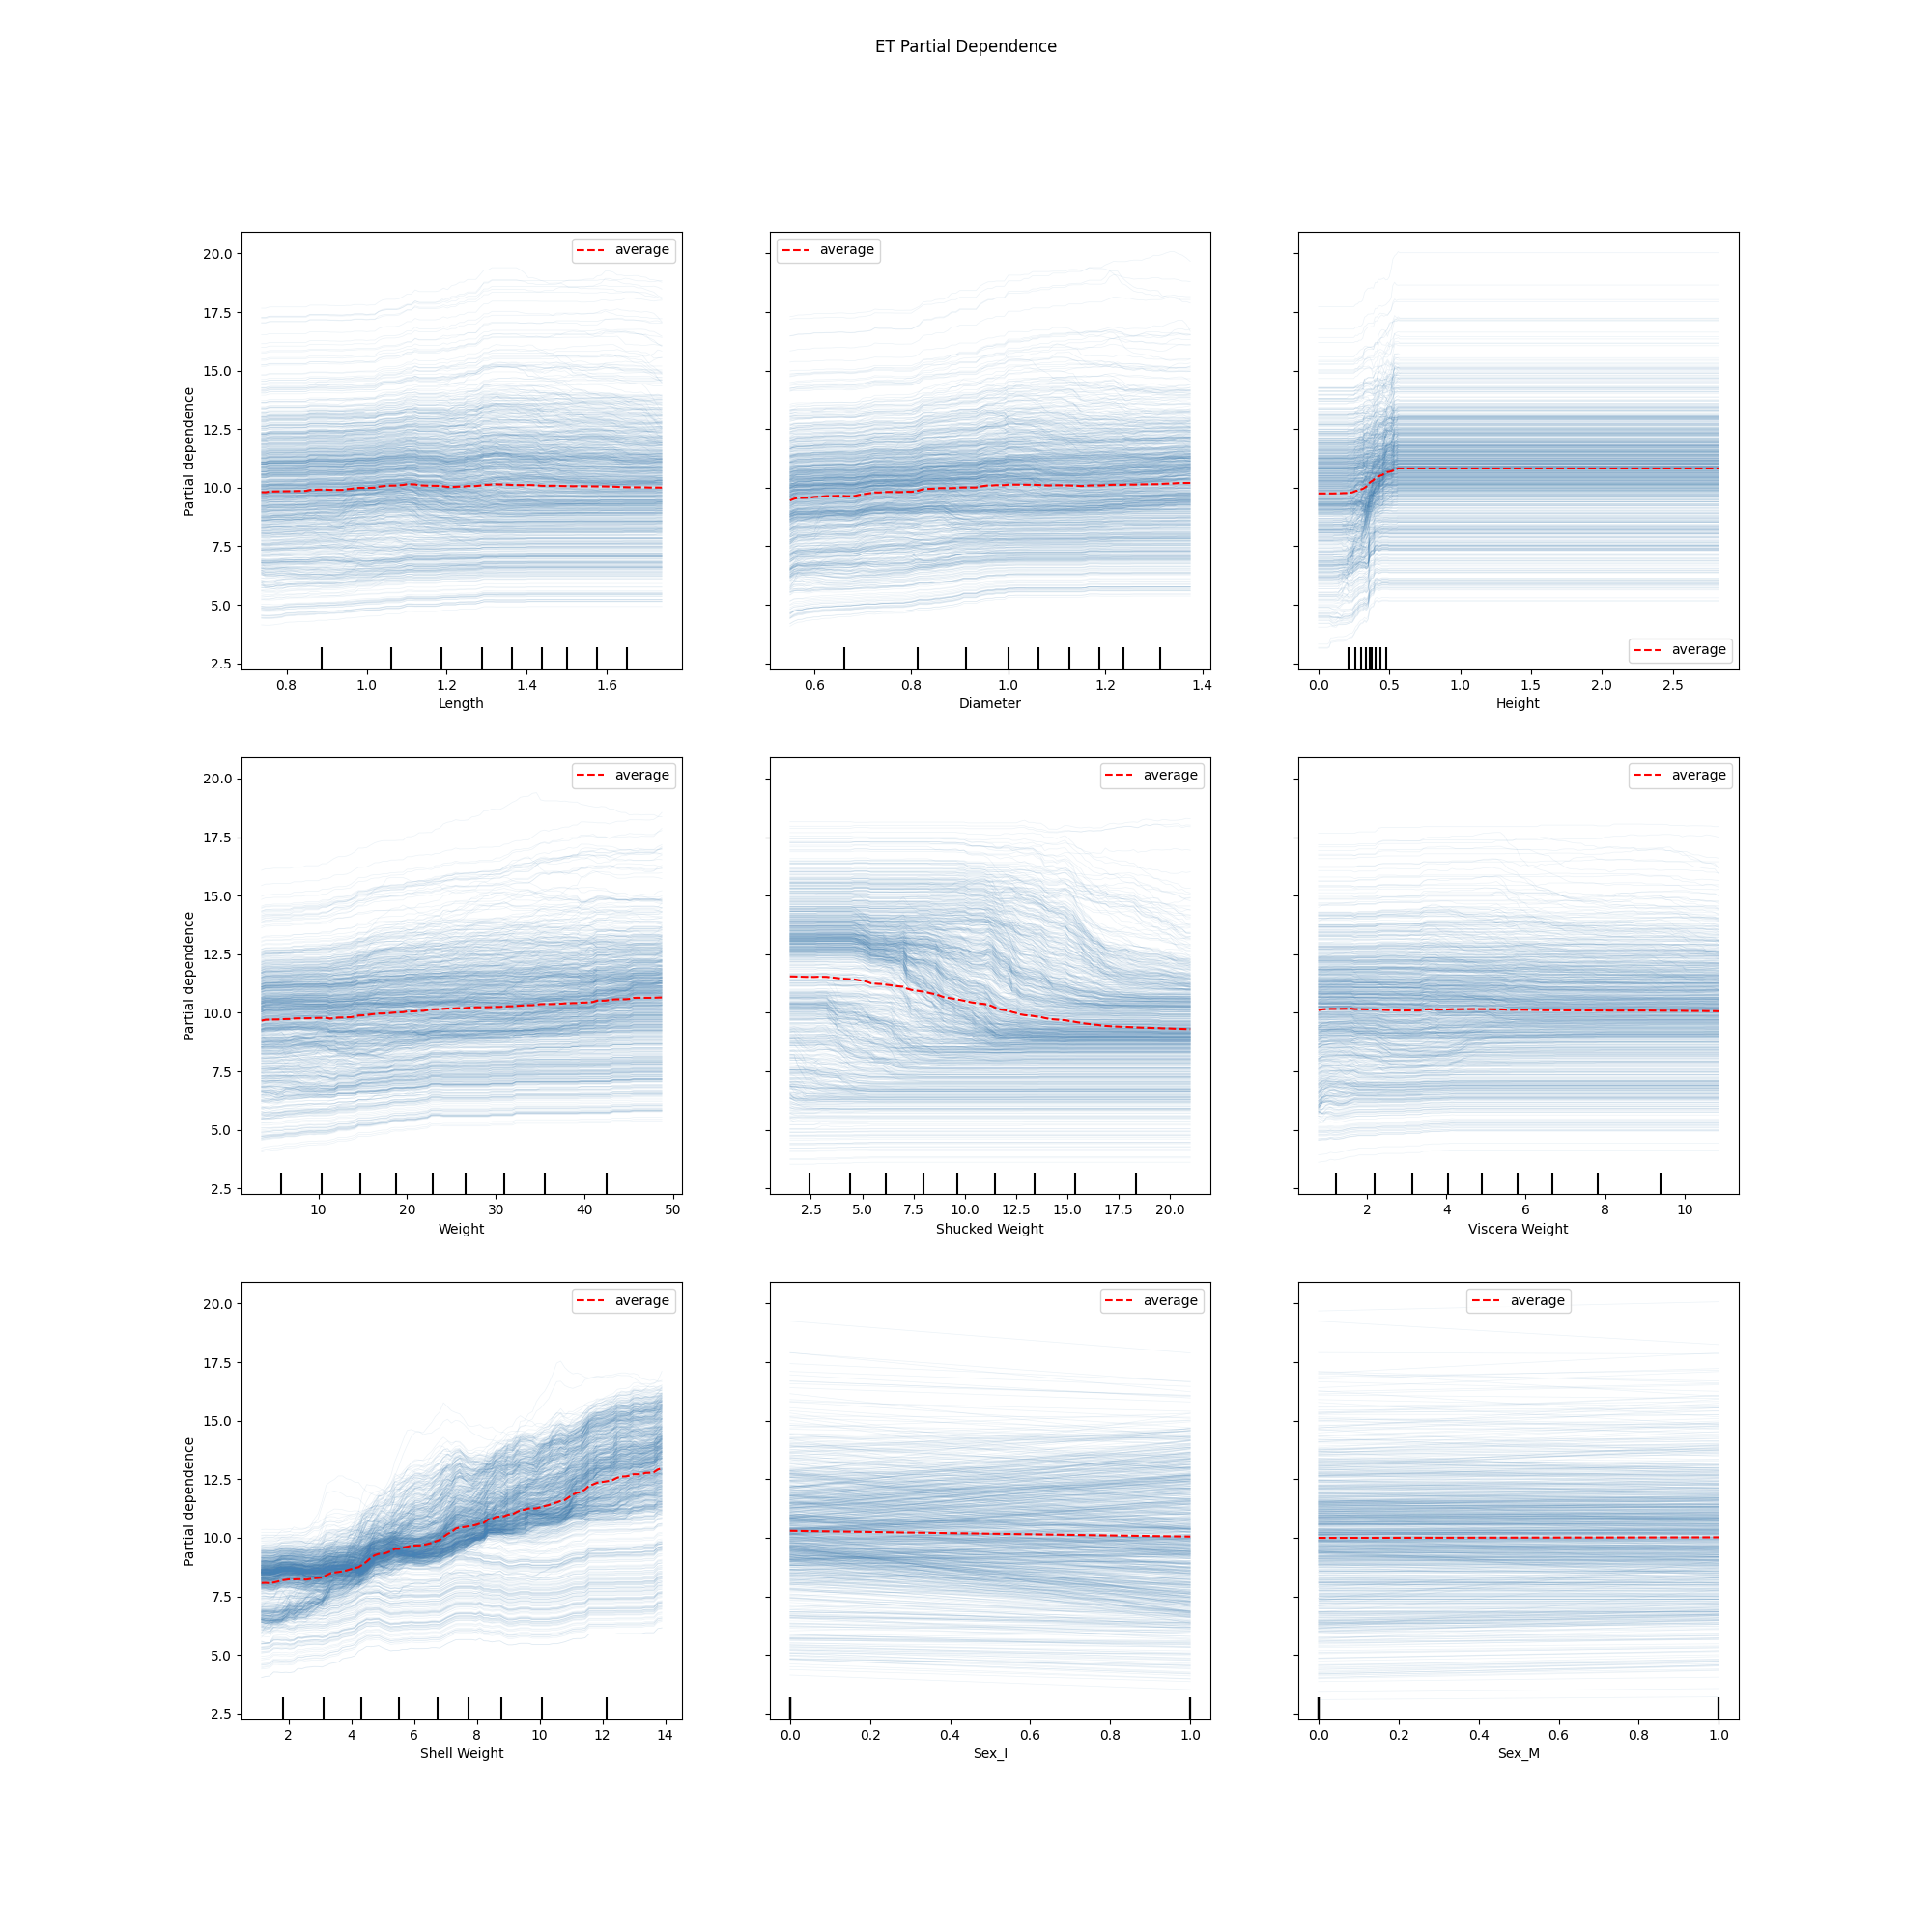 ET Partial Dependence
average
average
average
20.0
17.5
15.0
12.5
10.0
7.5
5.0
2.5
Partial dependence
0.8 1.0 1.2 1.4 1.6
0.6 0.8 1.0 1.2 1.4
0.0 0.5 1.0 1.5 2.0 2.5
Length
Diameter
Height
average
average
average
20.0
17.5
15.0
12.5
10.0
7.5
5.0
2.5
Partial dependence
10 20 30 40 50
2.5 5.0 7.5 10.0 12.5 15.0 17.5 20.0
2 4 6 8 10
Weight
Shucked Weight
Viscera Weight
average
average
average
20.0
17.5
15.0
12.5
10.0
7.5
5.0
2.5
Partial dependence
2 4 6 8 10 12 14
0.0 0.2 0.4 0.6 0.8 1.0
0.0 0.2 0.4 0.6 0.8 1.0
Shell Weight
Sex_I
Sex_M